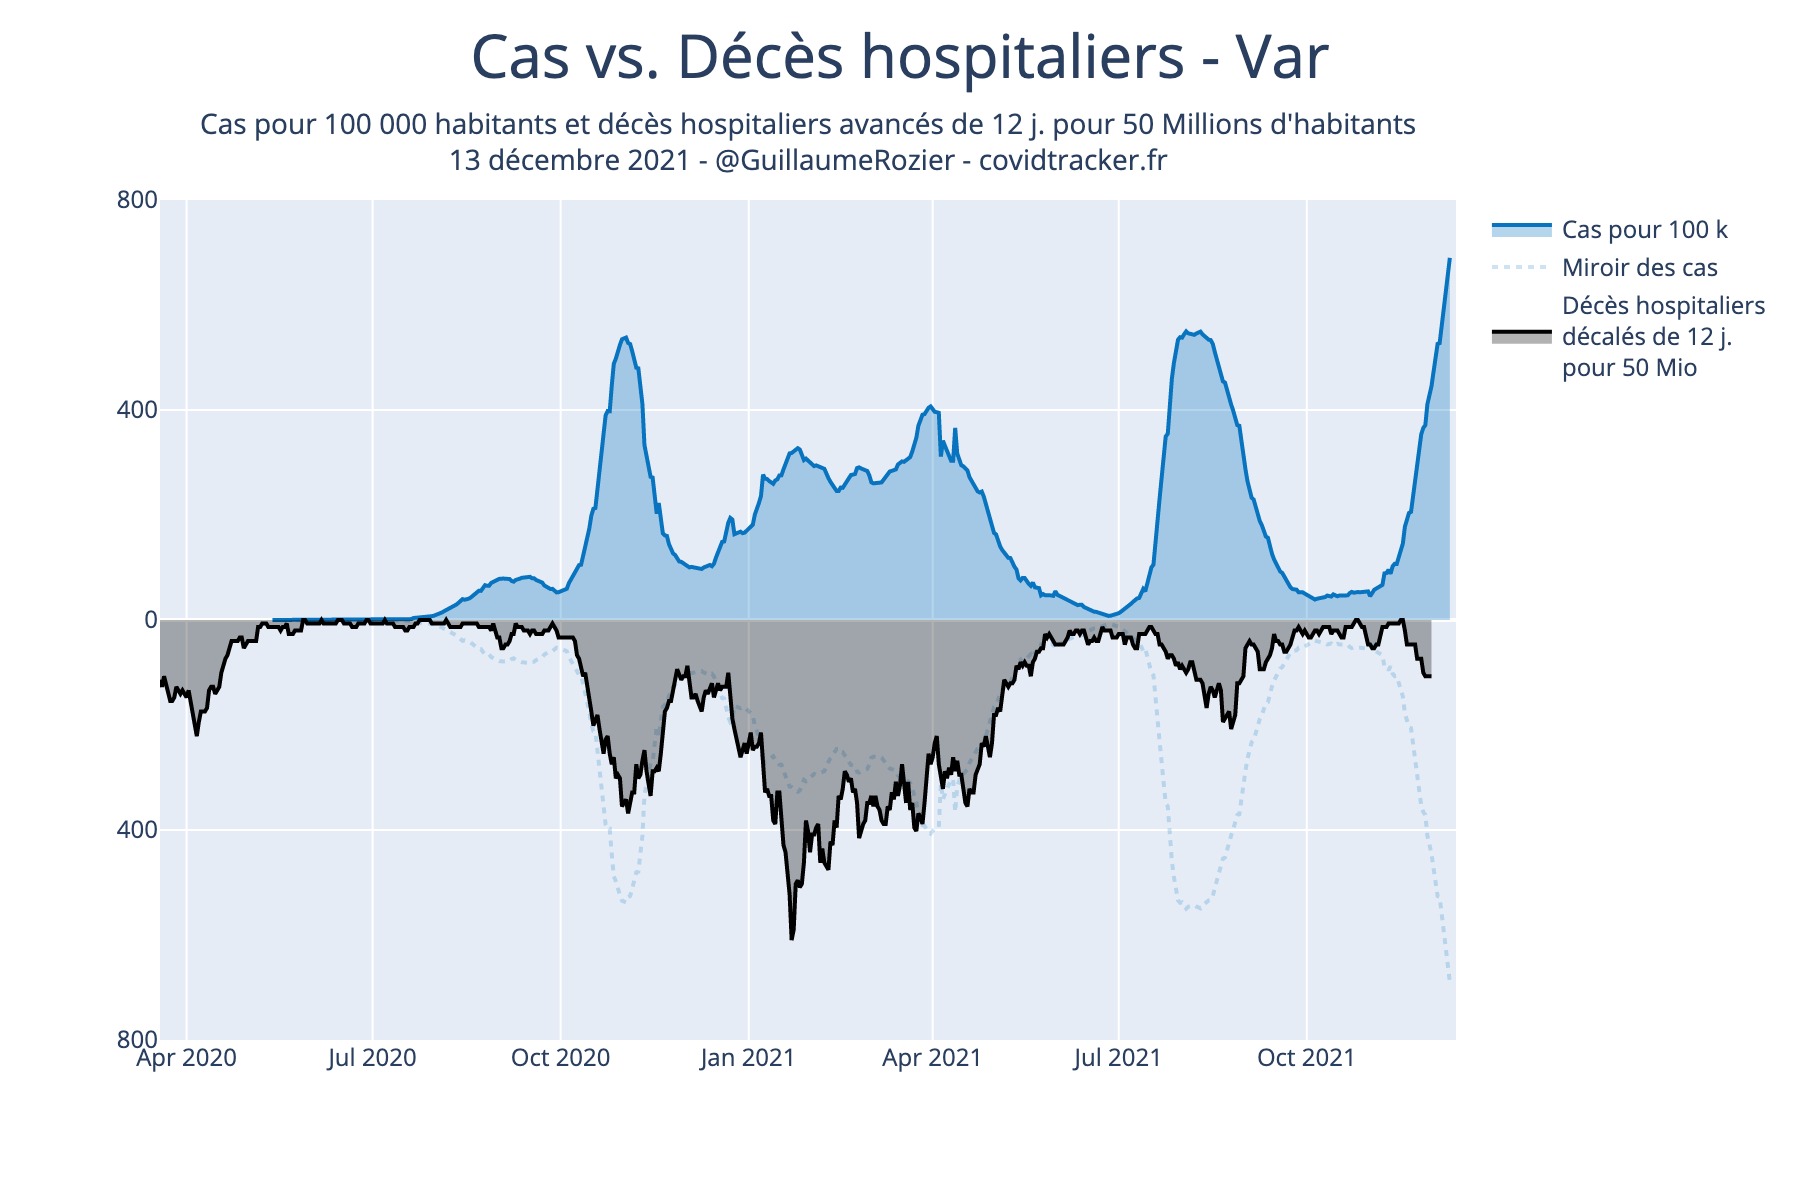 Cas vs. Décès hospitaliers - Var
Cas pour 100 000 habitants et décès hospitaliers avancés de 12 j. pour 50 Millions d'habitants
13 décembre 2021 - @GuillaumeRozier - covidtracker.fr
800
400
0
400
800
Apr 2020
Jul 2020
Oct 2020
Jan 2021
Apr 2021
Jul 2021
Oct 2021
Cas pour 100 k
Miroir des cas
Décès hospitaliers
décalés de 12 j.
pour 50 Mio